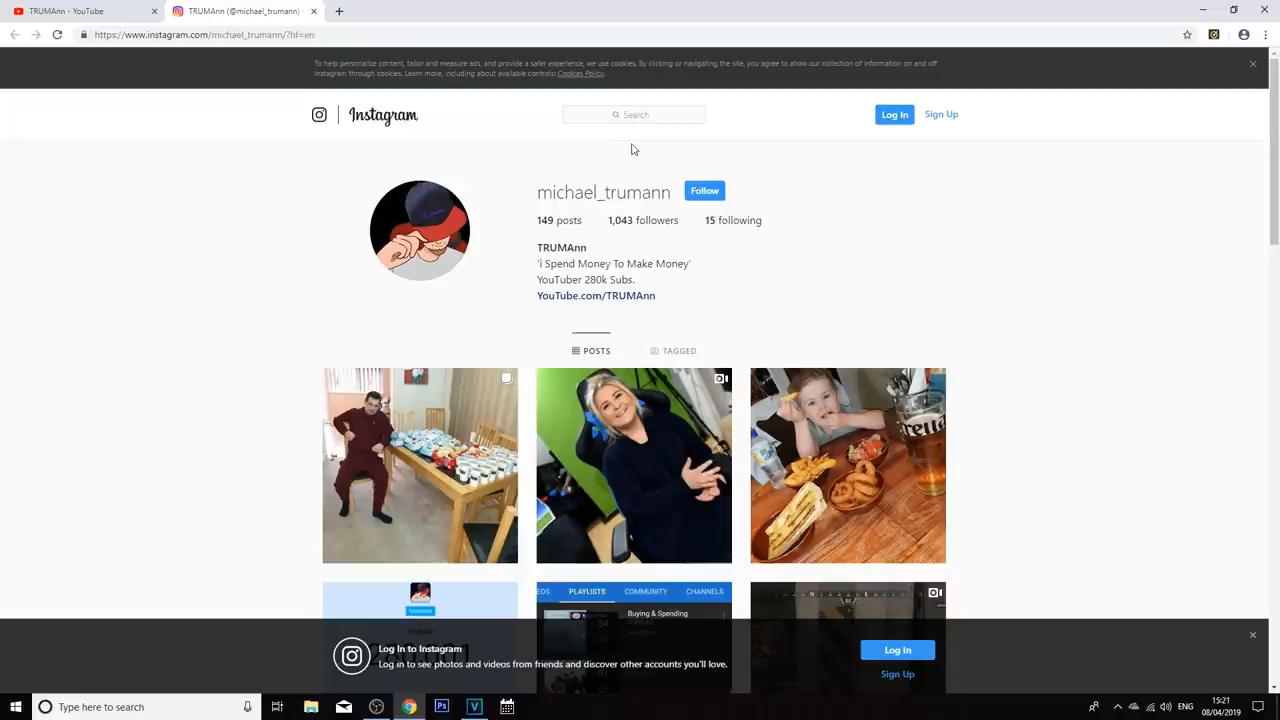 TRUMAnn - YouTube
TRUMAnn (@michael_trumann) ·
https://www.instagram.com/michael_trumann/?hl=en
To help personalize content, tailor and measure ads, and provide a safer experience, we use cookies. By clicking or navigating the site, you agree to allow our collection of information on and off
Instagram through cookies. Learn more, including about available controls: Cookies Policy.
Instagram
Search
Log In
Sign Up
michael_trumann
Follow
149 posts
1,043 followers
15 following
TRUMAnn
'i Spend Money To Make Money'
YouTuber 280k Subs.
YouTube.com/TRUMAnn
POSTS
TAGGED
EOS
PLAYLISTS
COMMUNITY
CHANNELS
Buying & Spending
Log In to Instagram
Log in to see photos and videos from friends and discover other accounts you'll love.
Log In
Sign Up
Type here to search
Ps
V
ENG
15:21
08/04/2019